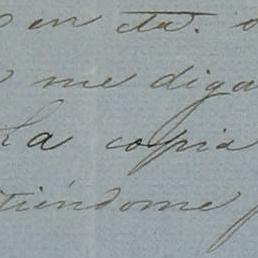 en cta.
me diga
La copia
tiéndome